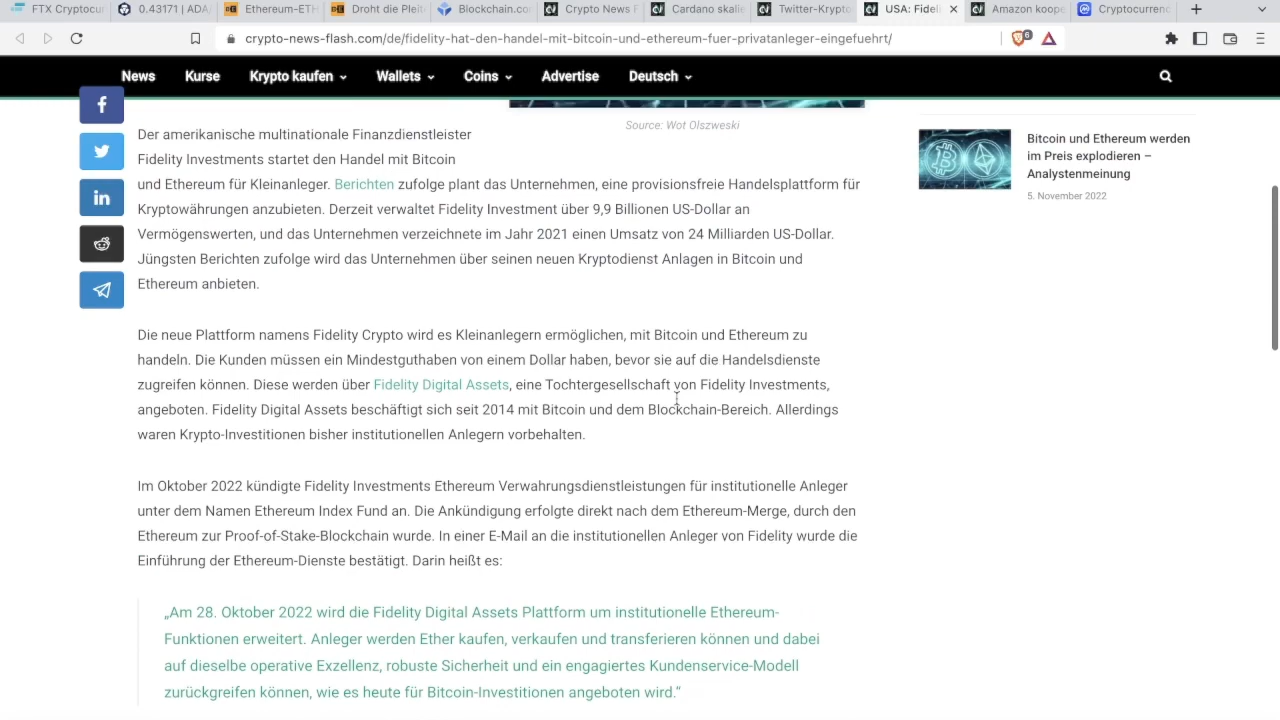 FTX Cryptocur
0.43171 | ADA/
Ethereum-ETH
Droht die Pleit
Blockchain.com
Crypto News F
Cardano skalie
Twitter-Krypto
USA: Fideli
Amazon koope
Cryptocurrenc
crypto-news-flash.com/de/fidelity-hat-den-handel-mit-bitcoin-und-ethereum-fuer-privatanleger-eingefuehrt/
6
News
Kurse
Krypto kaufen
Wallets
Coins
Advertise
Deutsch
Source: Wot Olszweski
Der amerikanische multinationale Finanzdienstleister
Fidelity Investments startet den Handel mit Bitcoin
und Ethereum für Kleinanleger. Berichten zufolge plant das Unternehmen, eine provisionsfreie Handelsplattform für
Kryptowährungen anzubieten. Derzeit verwaltet Fidelity Investment über 9,9 Billionen US-Dollar an
Vermögenswerten, und das Unternehmen verzeichnete im Jahr 2021 einen Umsatz von 24 Milliarden US-Dollar.
Jüngsten Berichten zufolge wird das Unternehmen über seinen neuen Kryptodienst Anlagen in Bitcoin und
Ethereum anbieten.
Die neue Plattform namens Fidelity Crypto wird es Kleinanlegern ermöglichen, mit Bitcoin und Ethereum zu
handeln. Die Kunden müssen ein Mindestguthaben von einem Dollar haben, bevor sie auf die Handelsdienste
zugreifen können. Diese werden über Fidelity Digital Assets, eine Tochtergesellschaft von Fidelity Investments,
angeboten. Fidelity Digital Assets beschäftigt sich seit 2014 mit Bitcoin und dem Blockchain-Bereich. Allerdings
waren Krypto-Investitionen bisher institutionellen Anlegern vorbehalten.
Im Oktober 2022 kündigte Fidelity Investments Ethereum Verwahrungsdienstleistungen für institutionelle Anleger
unter dem Namen Ethereum Index Fund an. Die Ankündigung erfolgte direkt nach dem Ethereum-Merge, durch den
Ethereum zur Proof-of-Stake-Blockchain wurde. In einer E-Mail an die institutionellen Anleger von Fidelity wurde die
Einführung der Ethereum-Dienste bestätigt. Darin heißt es:
„Am 28. Oktober 2022 wird die Fidelity Digital Assets Plattform um institutionelle Ethereum-
Funktionen erweitert. Anleger werden Ether kaufen, verkaufen und transferieren können und dabei
auf dieselbe operative Exzellenz, robuste Sicherheit und ein engagiertes Kundenservice-Modell
zurückgreifen können, wie es heute für Bitcoin-Investitionen angeboten wird.“
Bitcoin und Ethereum werden
im Preis explodieren –
Analystenmeinung
5. November 2022